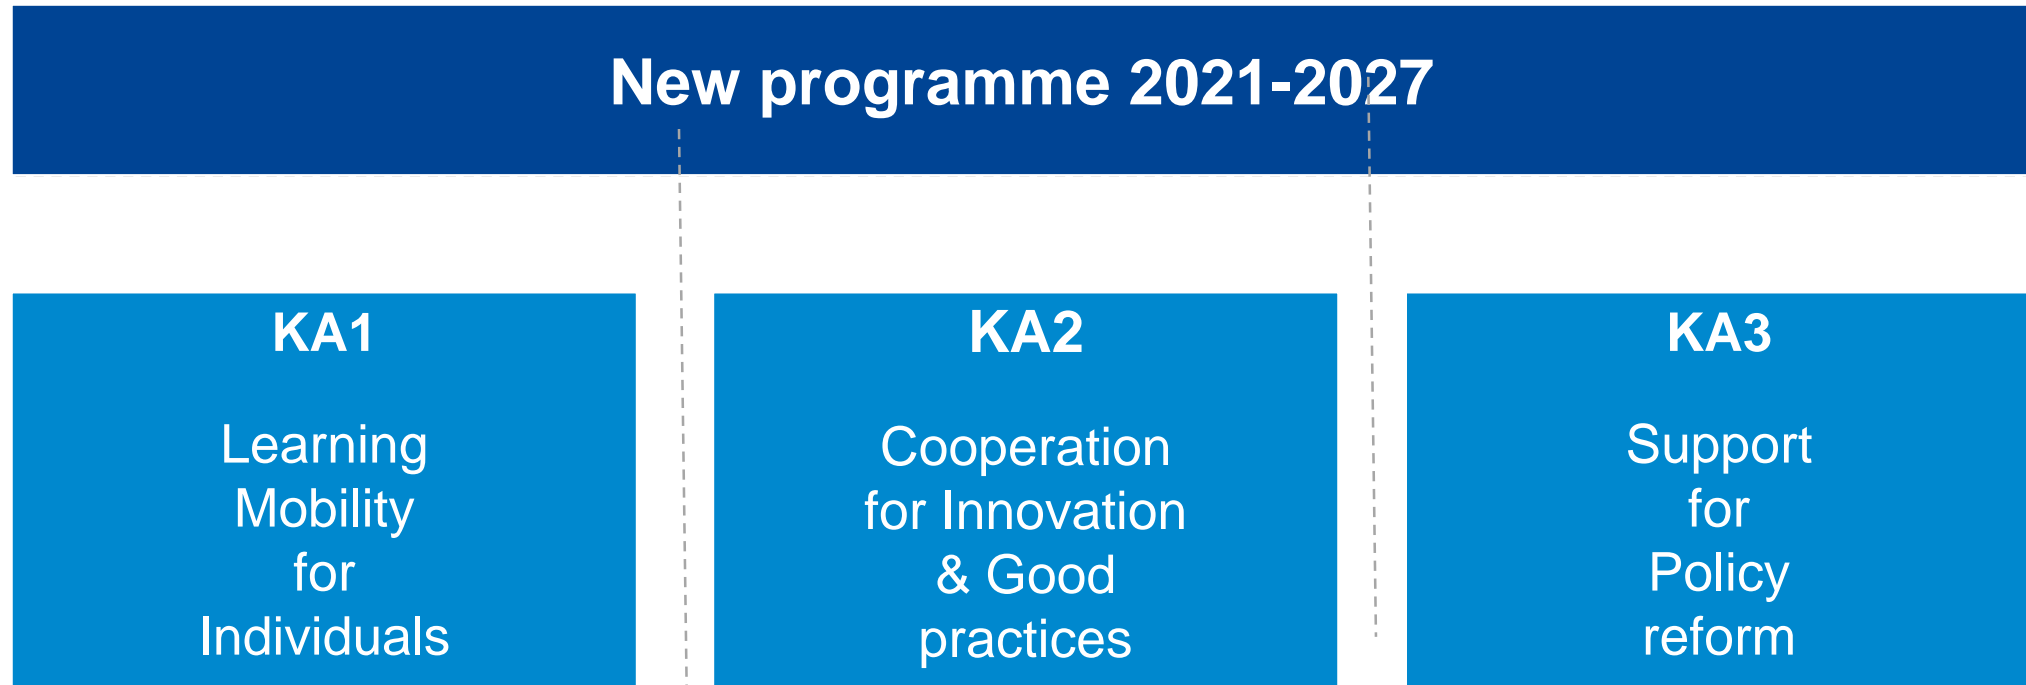 New programme 2021-2027
KA1
Learning
Mobility
for
Individuals
KA2
Cooperation
for Innovation
& Good
practices
KA3
Support
for
Policy
reform